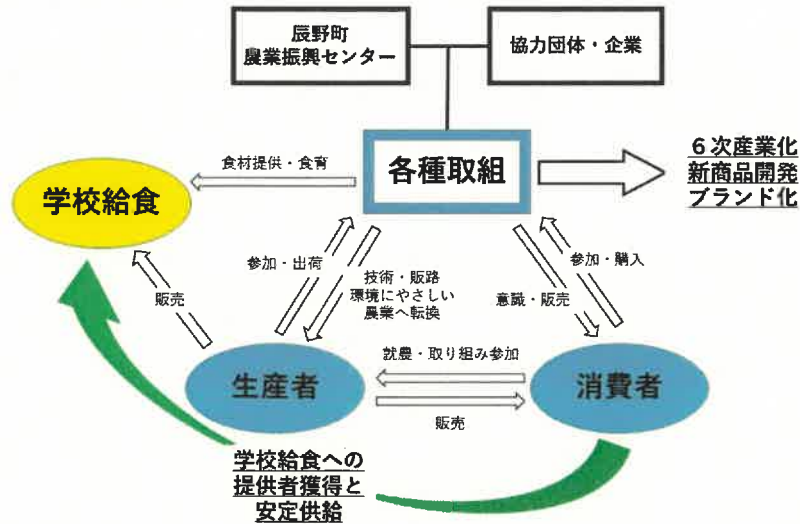 辰野町
農業振興センター
協力団体・企業
各種取組
食材提供・食育
６次産業化
新商品開発
ブランド化
学校給食
参加・出荷
技術・販路
環境にやさしい
農業へ転換
参加・購入
意識・販売
販売
生産者
就農・取り組み参加
消費者
販売
学校給食への
提供者獲得と
安定供給